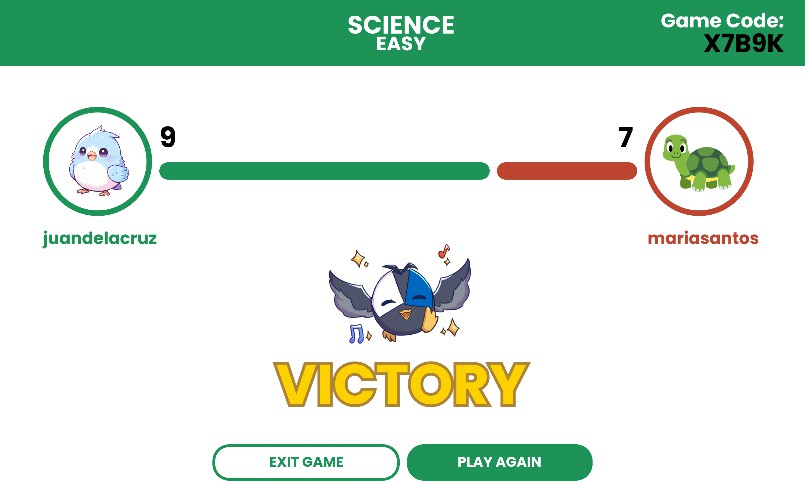 SCIENCE
EASY
Game Code:
X7B9K
9
7
juandelacruz
mariasantos
VICTORY
EXIT GAME
PLAY AGAIN